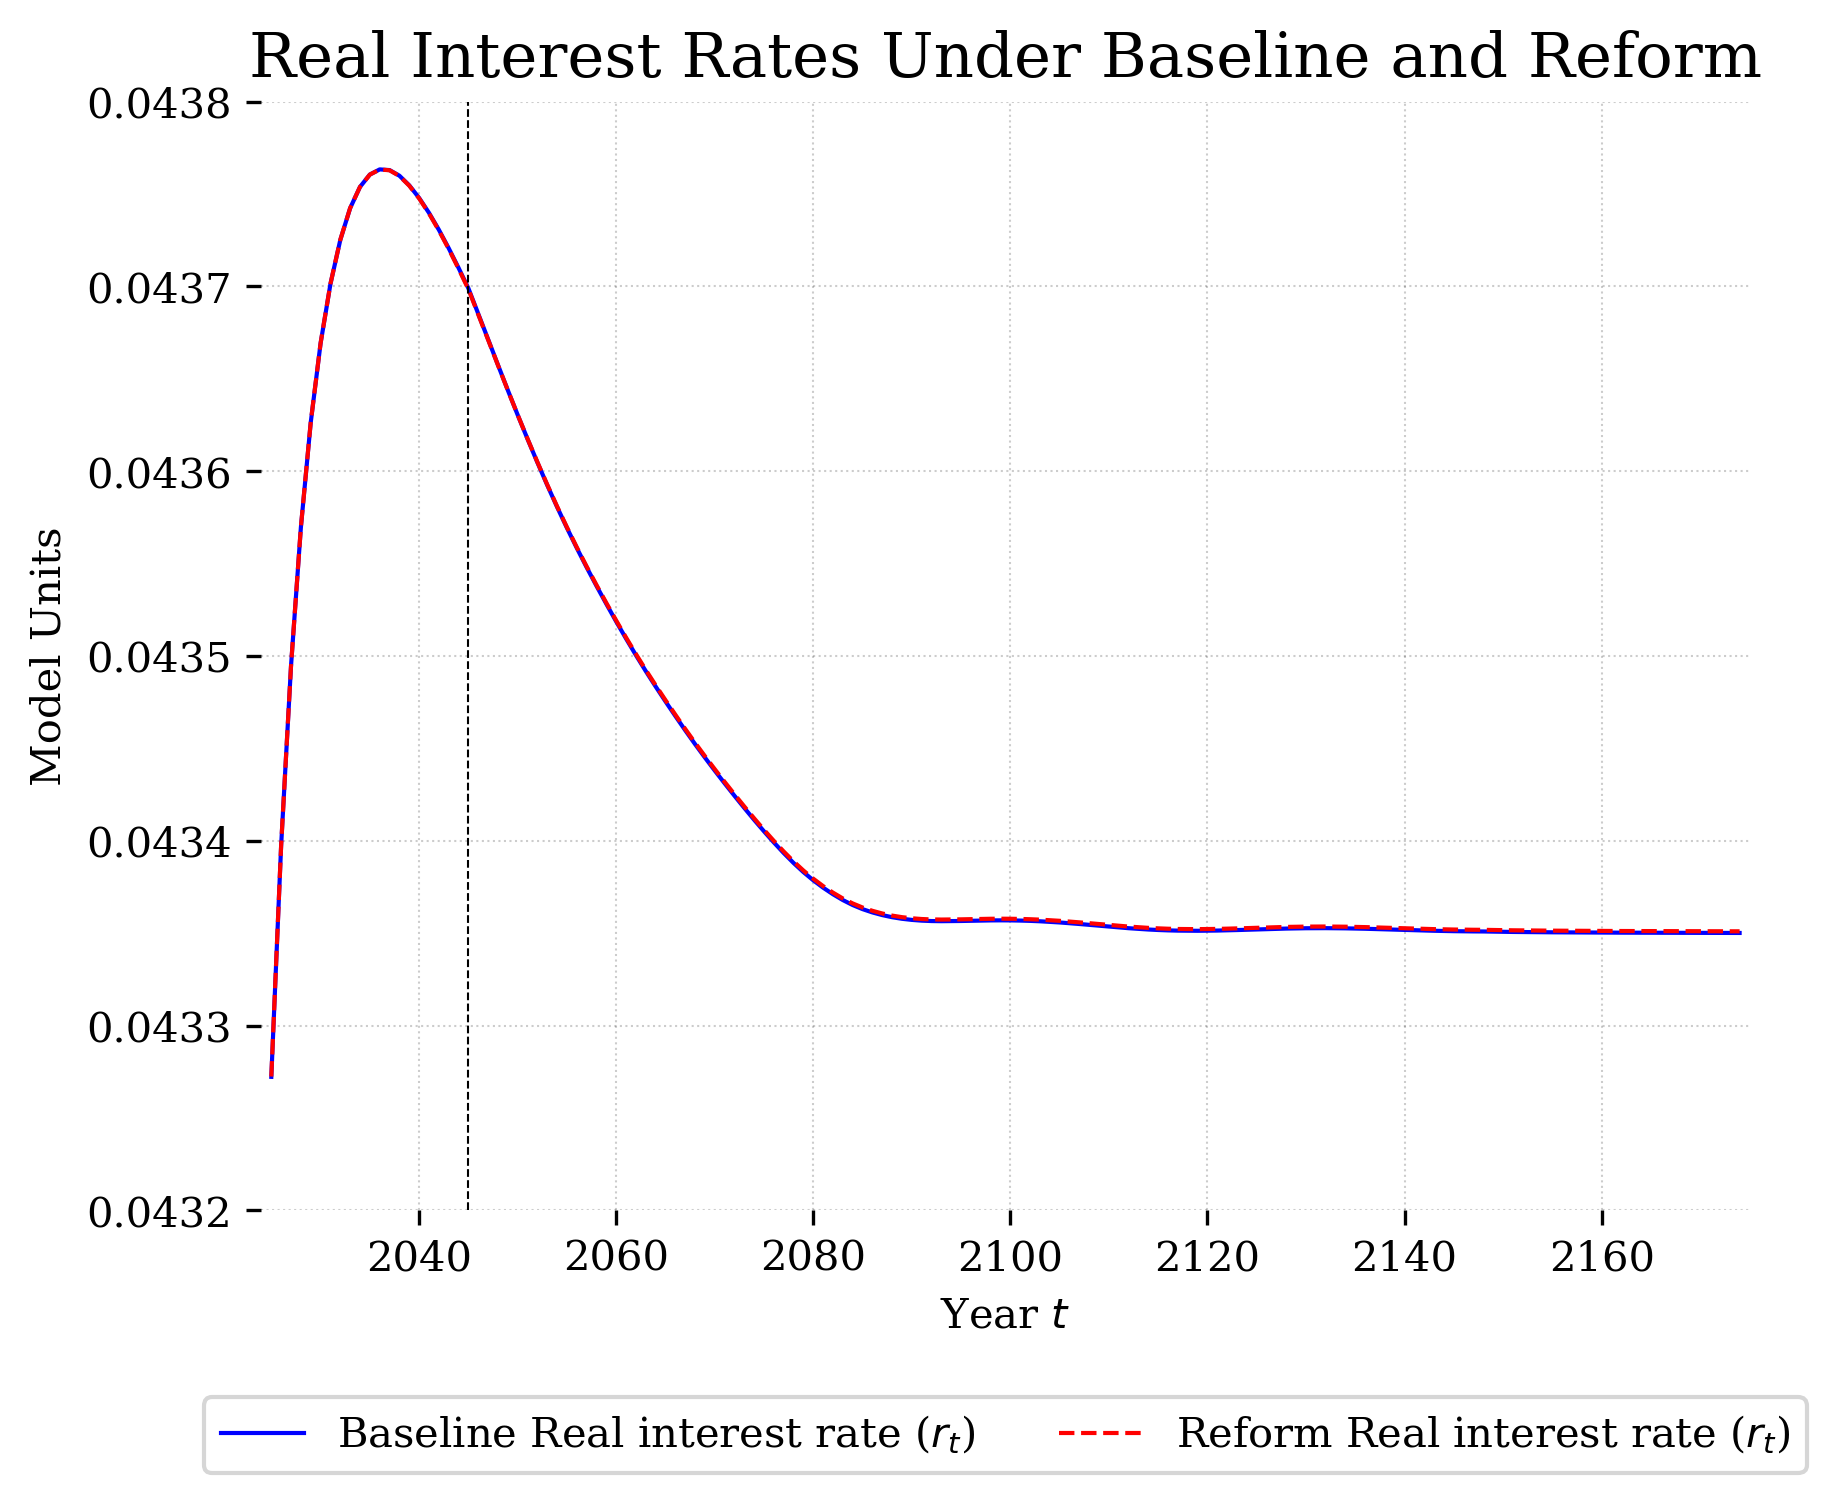 Real Interest Rates Under Baseline and Reform
0.0438
0.0437
0.0436
0.0435
0.0434
0.0433
0.0432
Model Units
2040 2060 2080 2100 2120 2140 2160
Year t
Baseline Real interest rate (rₜ) Reform Real interest rate (rₜ)